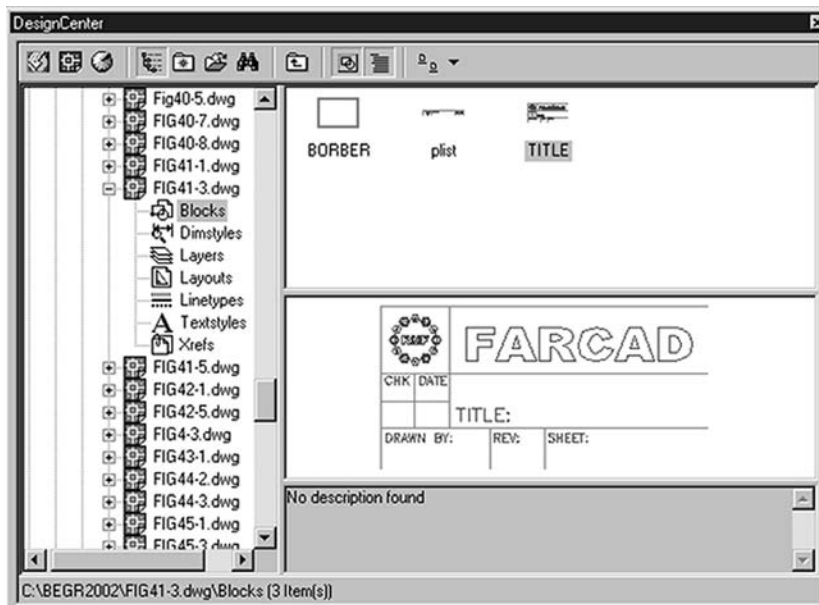 DesignCenter
Fig40-5.dwg
FIG40-7.dwg
FIG40-8.dwg
FIG41-1.dwg
FIG41-3.dwg
Blocks
Dimstyles
Layers
Layouts
Linetypes
Textstyles
Xrefs
FIG41-5.dwg
FIG42-1.dwg
FIG42-5.dwg
FIG4-3.dwg
FIG43-1.dwg
FIG44-2.dwg
FIG44-3.dwg
FIG45-1.dwg
FIG45-3.dwg
BORBER plist TITLE
FARCAD
CHK DATE
TITLE:
DRAWN BY: REV: SHEET:
No description found
C:\BEGR2002\FIG41-3.dwg\Blocks (3 Item(s))